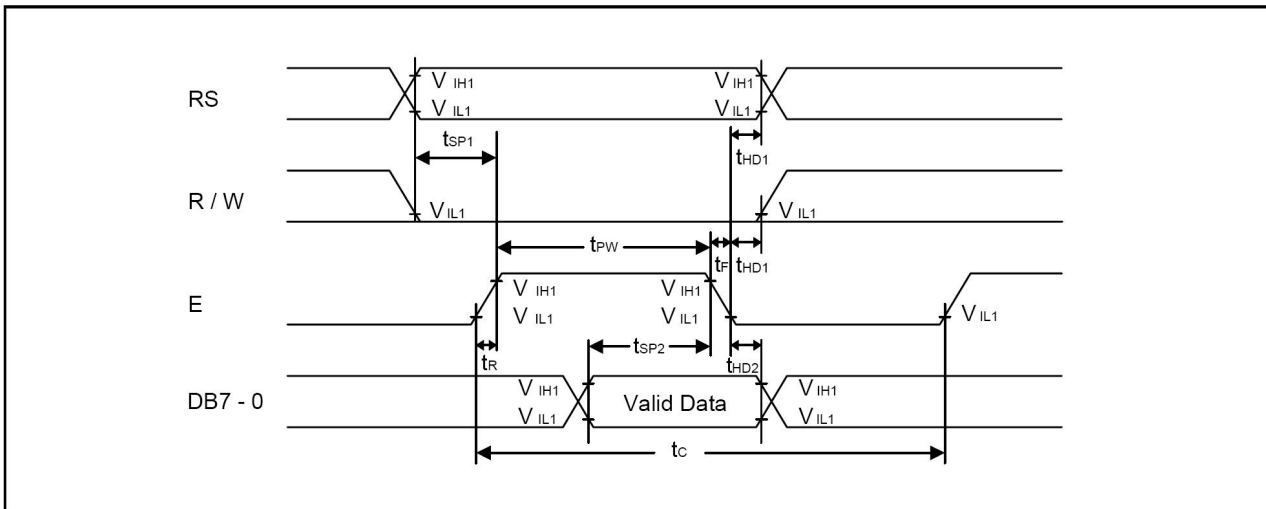 RS
V IH1
V IL1
V IH1
V IL1
tSP1
tHD1
R / W
V IL1
V IL1
tPW
tF
tHD1
E
V IH1
V IL1
V IH1
V IL1
V IL1
tR
tSP2
tHD2
DB7 - 0
V IH1
V IL1
Valid Data
V IH1
V IL1
tC